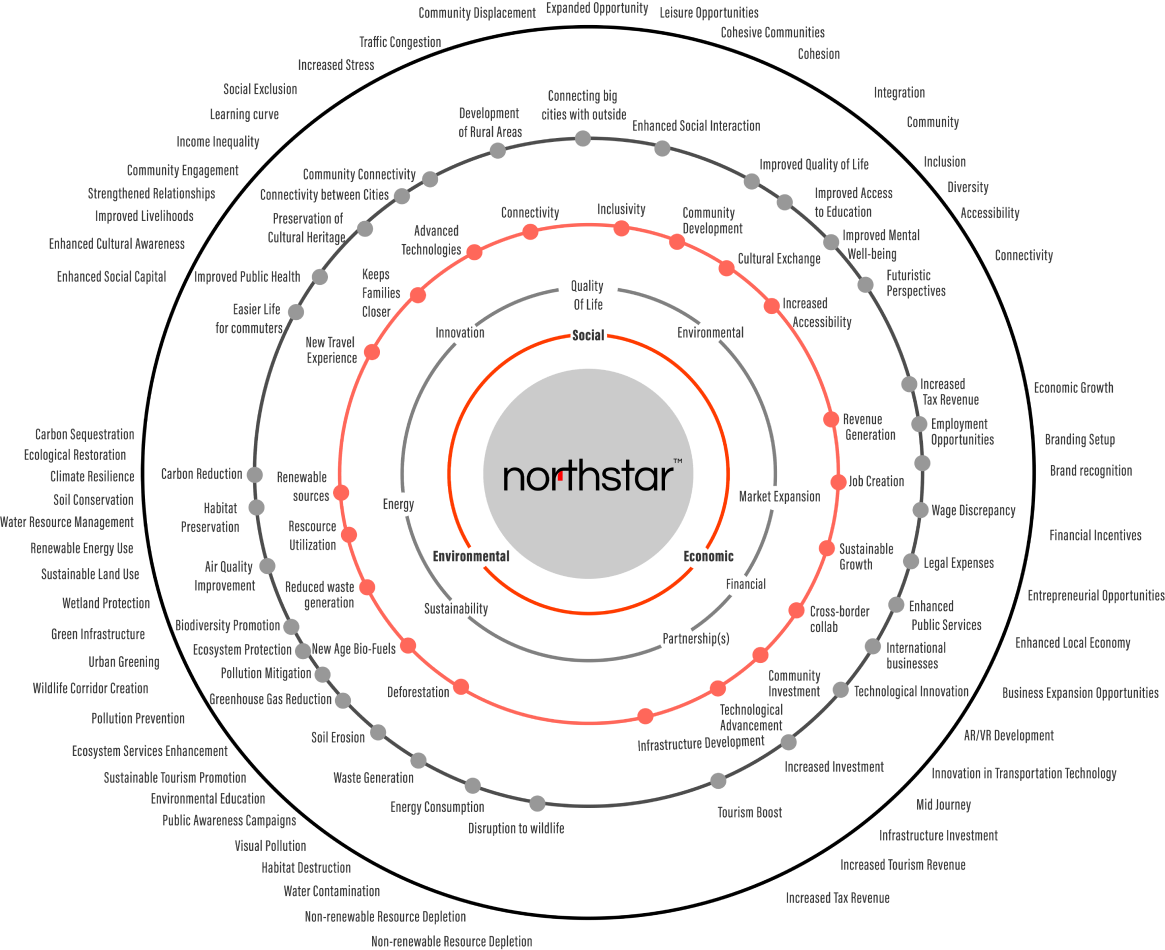 Expanded Opportunity
Community Displacement
Leisure Opportunities
Cohesive Communities
Traffic Congestion
Cohesion
Increased Stress
Social Exclusion
Integration
Learning curve
Community
Income Inequality
Inclusion
Community Engagement
Diversity
Strengthened Relationships
Improved Livelihoods
Accessibility
Enhanced Cultural Awareness
Connectivity
Enhanced Social Capital
Connecting big
cities with outside
Development
of Rural Areas
Enhanced Social Interaction
Improved Quality of Life
Community Connectivity
Connectivity between Cities
Improved Access
to Education
Preservation of
Cultural Heritage
Improved Mental
Well-being
Improved Public Health
Futuristic
Perspectives
Easier Life
for commuters
Inclusivity
Connectivity
Community
Development
Advanced
Technologies
Cultural Exchange
Keeps
Families
Closer
Increased
Accessibility
New Travel
Experience
Quality
Of Life
Innovation
Environmental
Social
northstar™
Environmental
Economic
Energy
Market Expansion
Sustainability
Financial
Partnership(s)
Increased
Tax Revenue
Economic Growth
Revenue
Generation
Employment
Opportunities
Branding Setup
Brand recognition
Job Creation
Wage Discrepancy
Financial Incentives
Sustainable
Growth
Legal Expenses
Entrepreneurial Opportunities
Cross-border
collab
Enhanced
Public Services
Enhanced Local Economy
International
businesses
Community
Investment
Technological Innovation
Business Expansion Opportunities
Technological
Advancement
Infrastructure Development
AR/VR Development
Increased Investment
Innovation in Transportation Technology
Tourism Boost
Mid Journey
Infrastructure Investment
Increased Tourism Revenue
Increased Tax Revenue
Carbon Sequestration
Ecological Restoration
Climate Resilience
Carbon Reduction
Renewable
sources
Soil Conservation
Habitat
Preservation
Water Resource Management
Rescource
Utilization
Renewable Energy Use
Sustainable Land Use
Air Quality
Improvement
Reduced waste
generation
Wetland Protection
Biodiversity Promotion
Green Infrastructure
Ecosystem Protection
New Age Bio-Fuels
Urban Greening
Pollution Mitigation
Wildlife Corridor Creation
Greenhouse Gas Reduction
Deforestation
Pollution Prevention
Soil Erosion
Ecosystem Services Enhancement
Waste Generation
Sustainable Tourism Promotion
Environmental Education
Energy Consumption
Public Awareness Campaigns
Disruption to wildlife
Visual Pollution
Habitat Destruction
Water Contamination
Non-renewable Resource Depletion
Non-renewable Resource Depletion